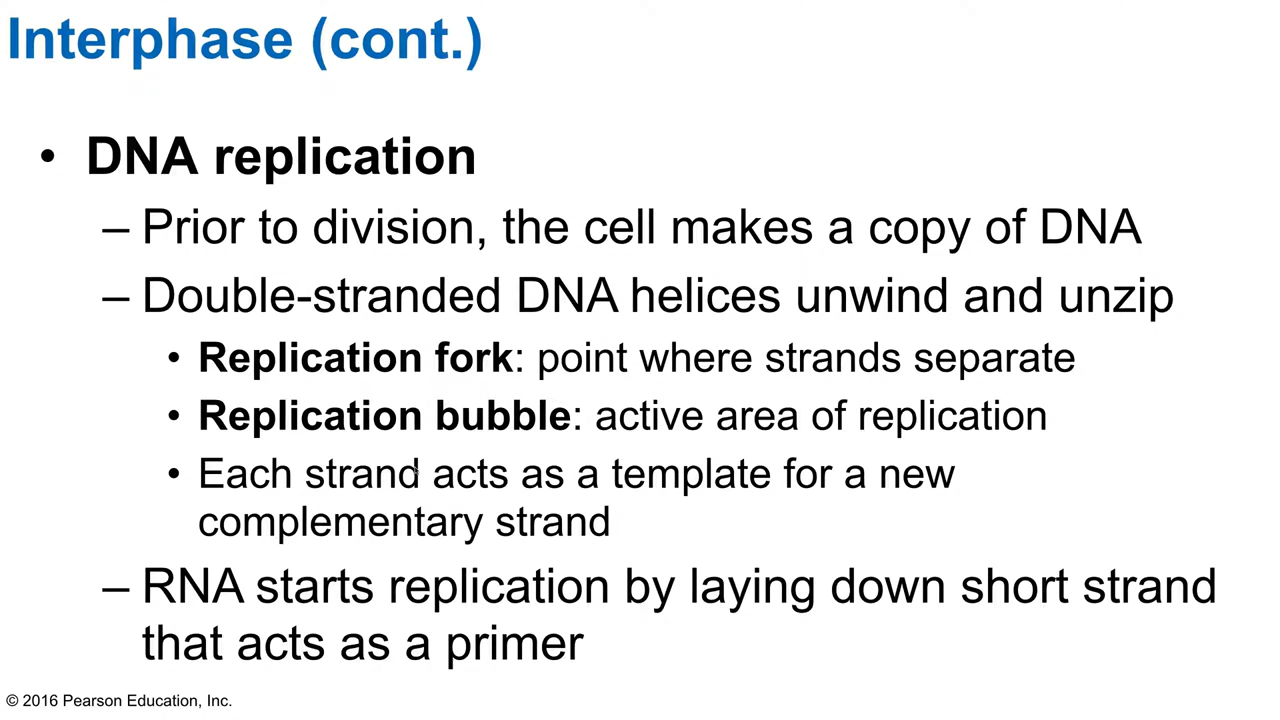 Interphase (cont.)
• DNA replication
– Prior to division, the cell makes a copy of DNA
– Double-stranded DNA helices unwind and unzip
• Replication fork: point where strands separate
• Replication bubble: active area of replication
• Each strand acts as a template for a new
complementary strand
– RNA starts replication by laying down short strand
that acts as a primer
© 2016 Pearson Education, Inc.